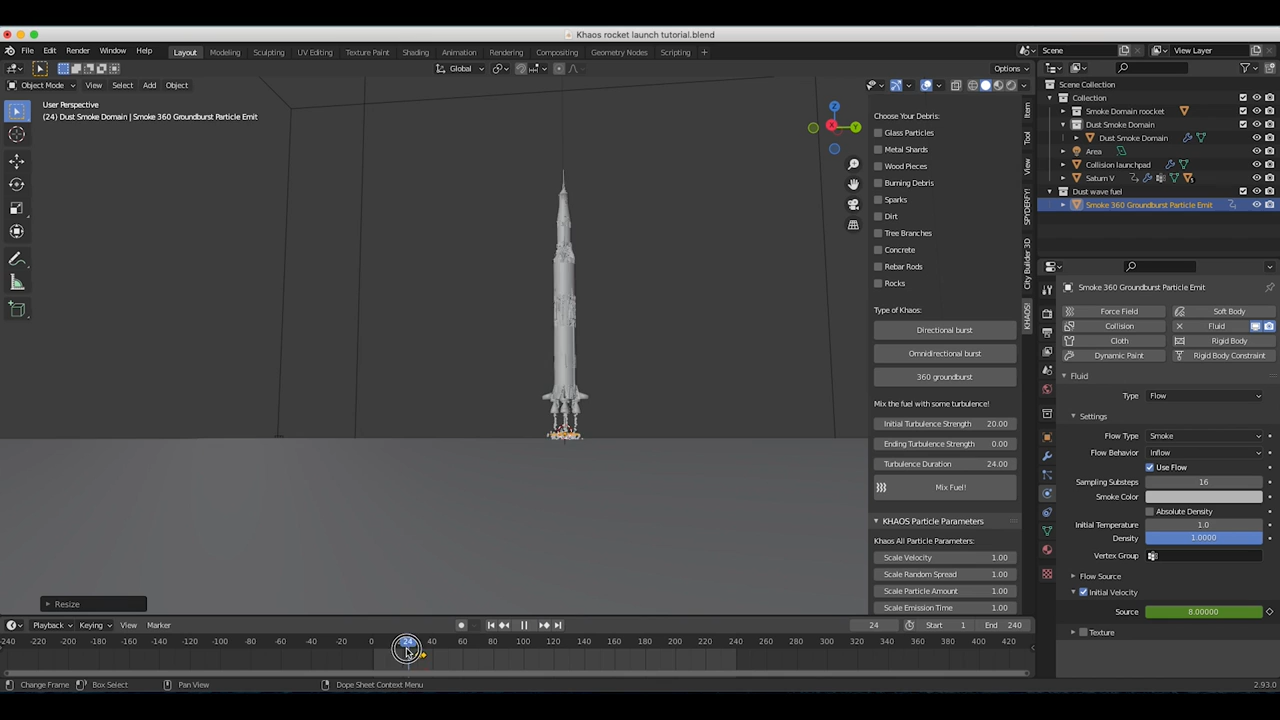 Khaos rocket launch tutorial.blend
File Edit Render Window Help Layout Modeling Sculpting UV Editing Texture Paint Shading Animation Rendering Compositing Geometry Nodes Scripting + Scene View Layer
Global Options
Object Mode View Select Add Object
User Perspective
(24) Dust Smoke Domain | Smoke 360 Groundburst Particle Emit
Z
X
Y
Choose Your Debris:
Glass Particles
Metal Shards
Wood Pieces
Burning Debris
Sparks
Dirt
Tree Branches
Concrete
Rebar Rods
Rocks
Type of Khaos:
Directional burst
Omnidirectional burst
360 groundburst
Mix the fuel with some turbulence!
Initial Turbulence Strength 20.00
Ending Turbulence Strength 0.00
Turbulence Duration 24.00
Mix Fuel!
KHAOS Particle Parameters
Khaos All Particle Parameters:
Scale Velocity 1.00
Scale Random Spread 1.00
Scale Particle Amount 1.00
Scale Emission Time 1.00
Item
Tool
View
SPYDERFY!
City Builder 3D
KHAOS!
Scene Collection
Collection
Smoke Domain roocket
Dust Smoke Domain
Dust Smoke Domain
Area
Collision launchpad
Saturn V 5
Dust wave fuel
Smoke 360 Groundburst Particle Emit
Smoke 360 Groundburst Particle Emit
Force Field Soft Body
Collision Fluid
Cloth Rigid Body
Dynamic Paint Rigid Body Constraint
Fluid
Type Flow
Settings
Flow Type Smoke
Flow Behavior Inflow
Use Flow
Sampling Substeps 16
Smoke Color
Absolute Density
Initial Temperature 1.0
Density 1.0000
Vertex Group
Flow Source
Initial Velocity
Source 8.00000
Texture
Resize
Playback Keying View Marker 24 Start 1 End 240
-240 -220 -200 -180 -160 -140 -120 -100 -80 -60 -40 -20 0 24 40 60 80 100 120 140 160 180 200 220 240 260 280 300 320 340 360 380 400 420
Change Frame Box Select Pan View Dope Sheet Context Menu 2.93.0